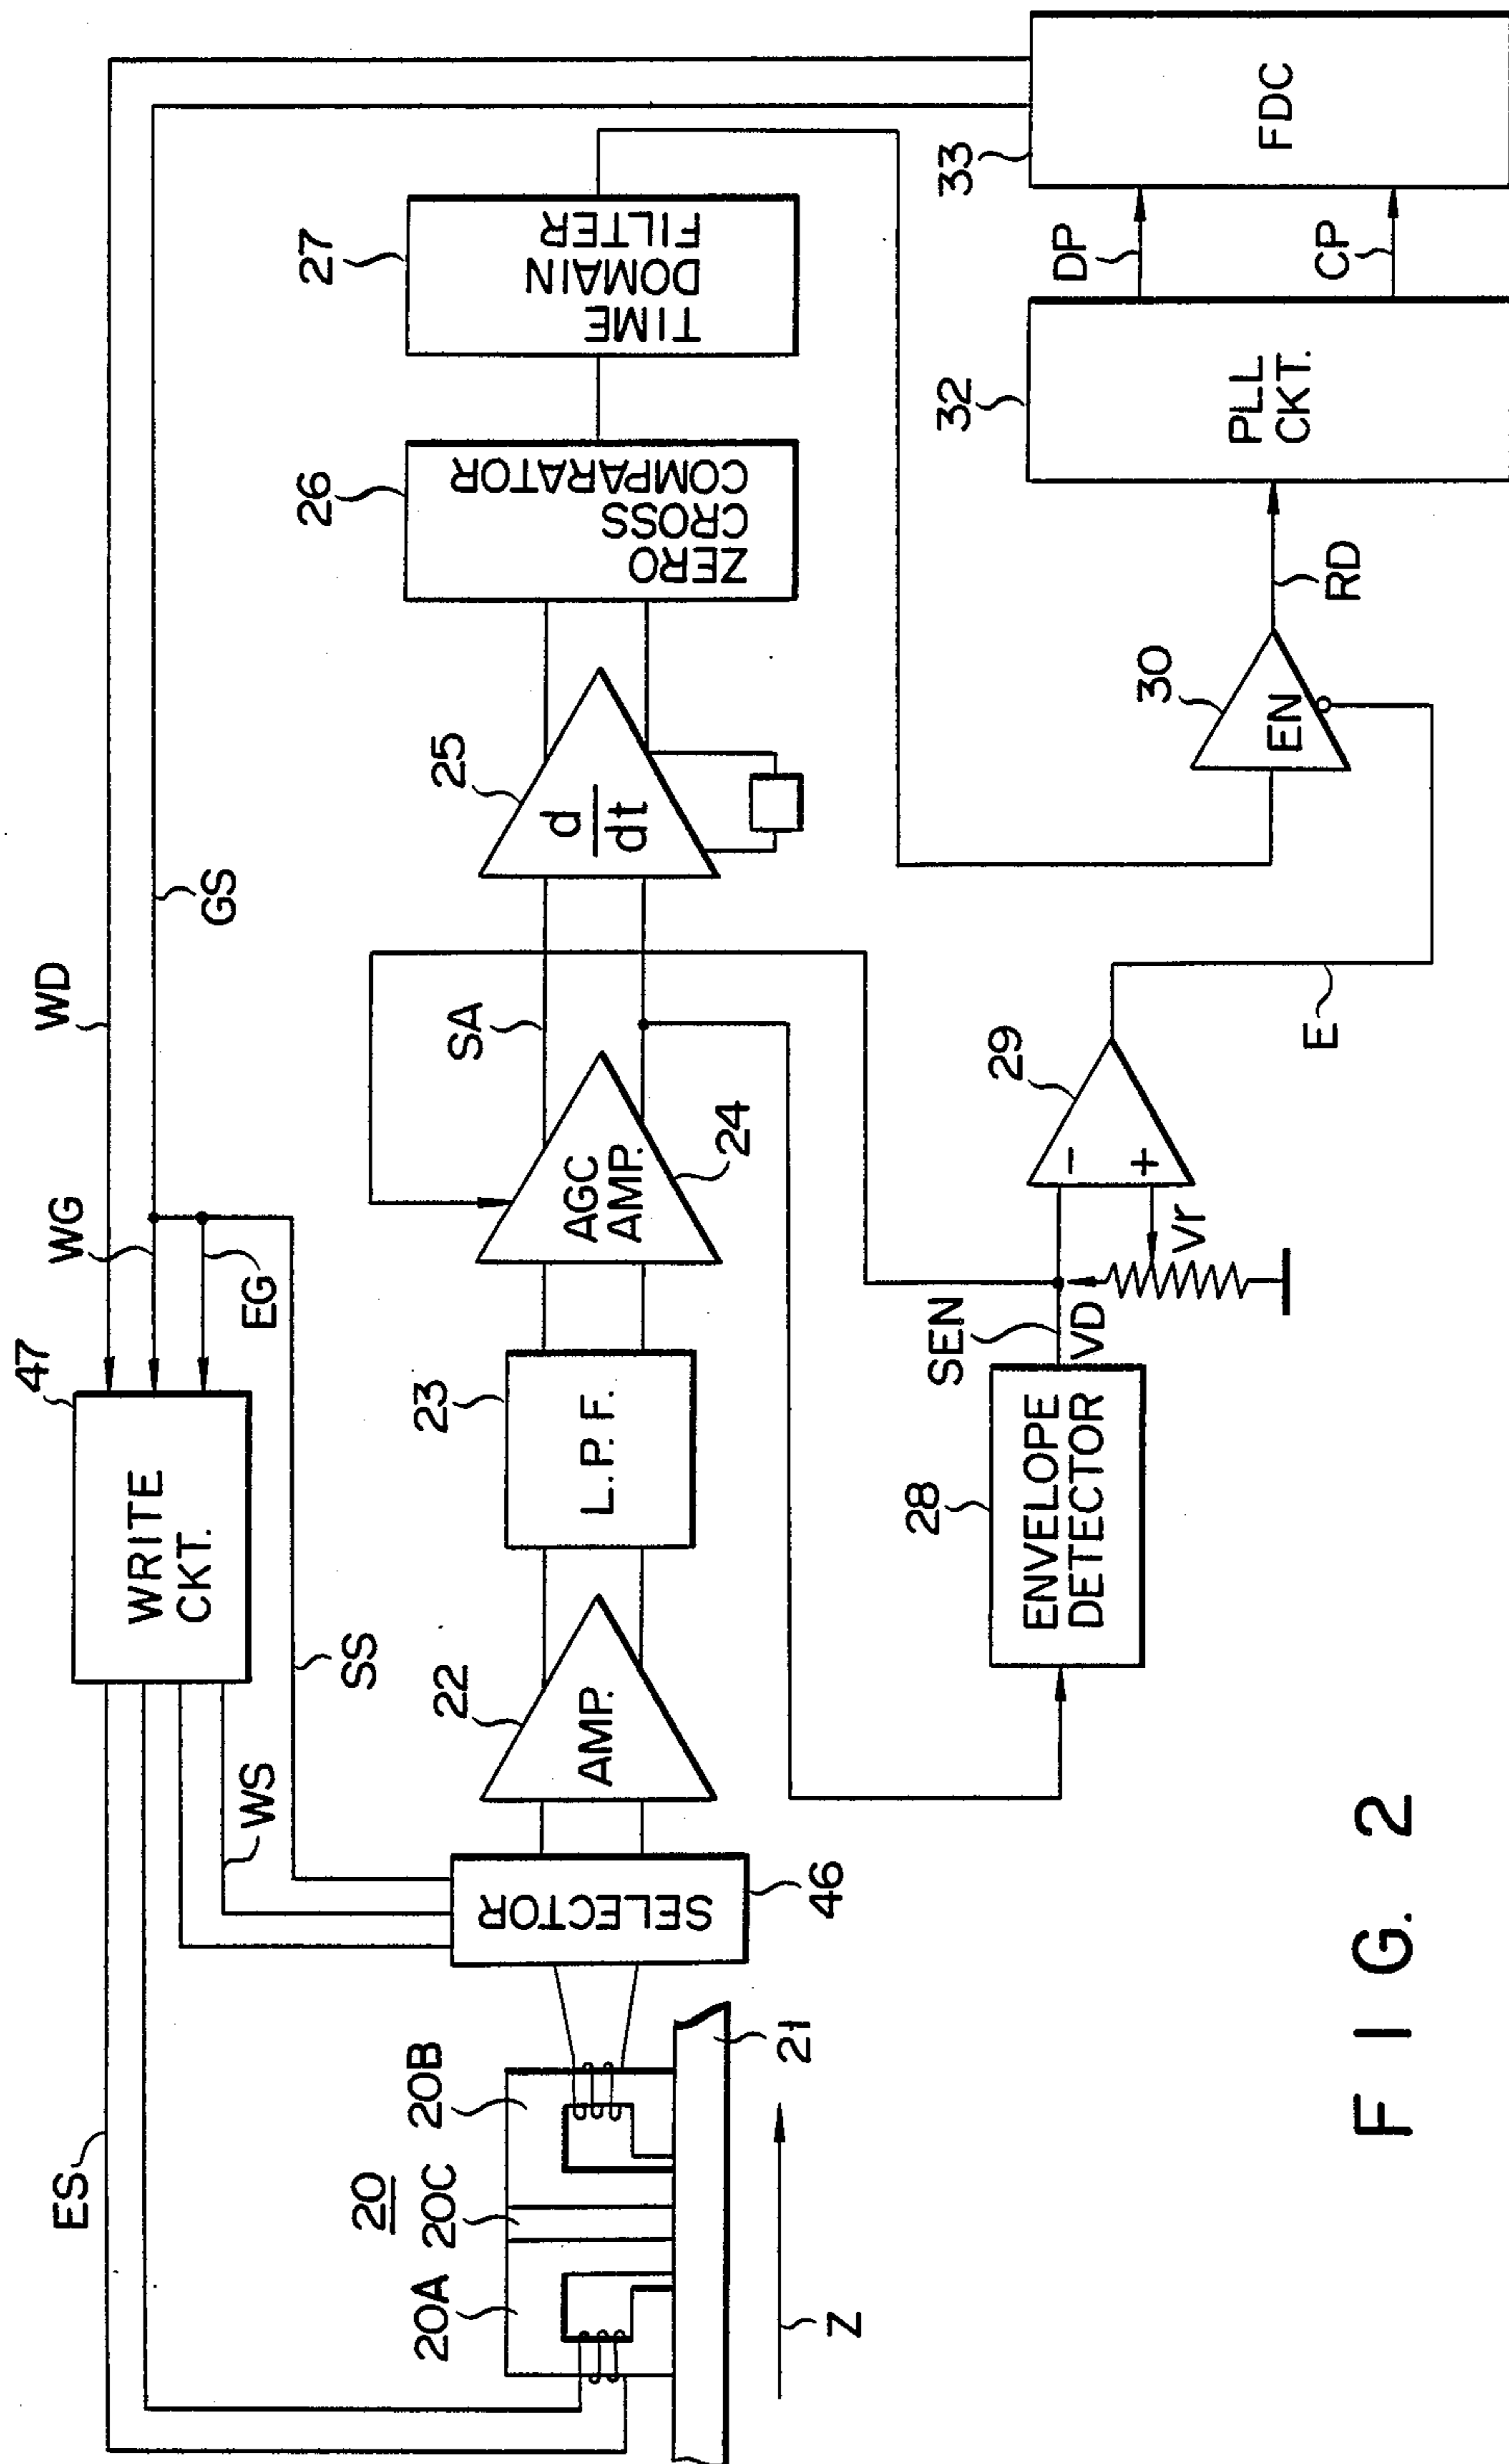 ES
WS
SS
47
WRITE
CKT.
WG
EG
WD
GS
20
20A
20C
20B
Z
21
SELECTOR
46
22
AMP.
23
L.P.F.
AGC
AMP.
24
SA
25
d
dt
26
ZERO
CROSS
COMPARATOR
27
TIME
DOMAIN
FILTER
28
ENVELOPE
DETECTOR
SEN
VD
Vr
29
-
+
E
30
EN
RD
32
PLL
CKT.
DP
CP
33
FDC
FIG. 2